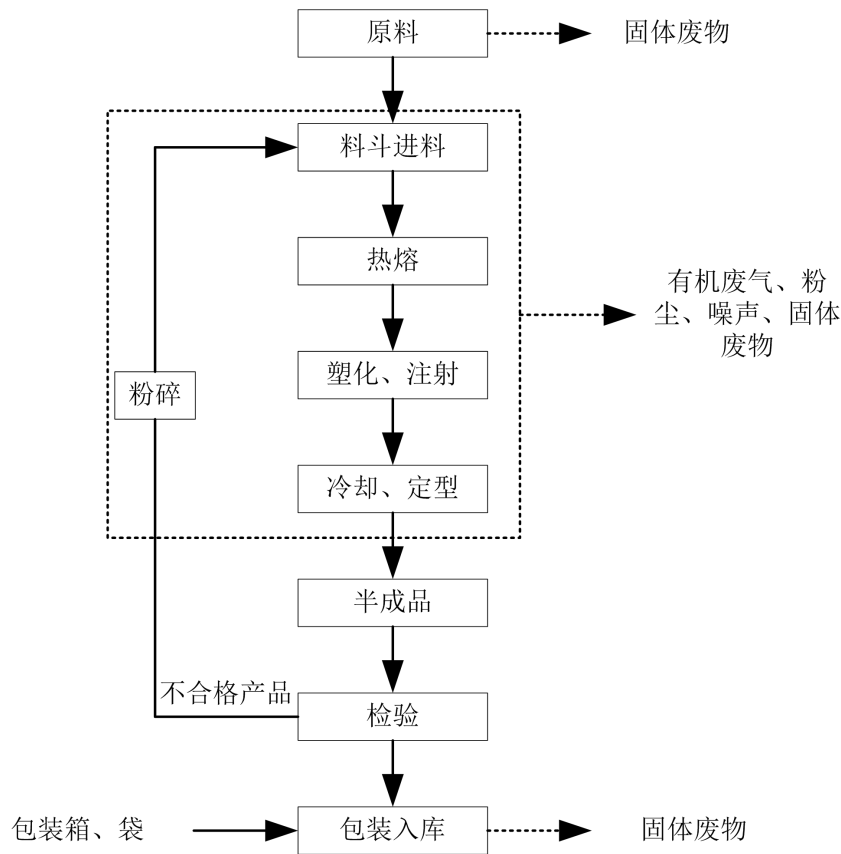 原料
固体废物
料斗进料
热熔
有机废气、粉
尘、噪声、固体
废物
塑化、注射
粉碎
冷却、定型
半成品
不合格产品
检验
包装箱、袋
包装入库
固体废物